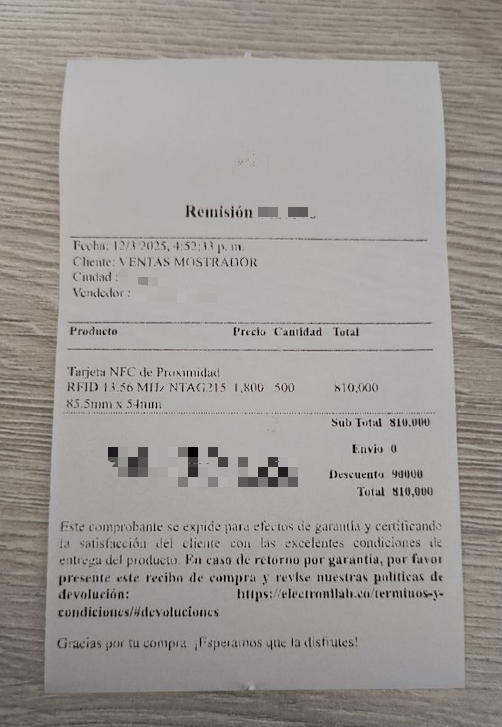 Remisión
Fecha: 12/3/2025, 4:52:33 p. m.
Cliente: VENTAS MOSTRADOR
Ciudad :
Vendedor :
Producto Precio Cantidad Total
Tarjeta NFC de Proximidad
RFID 13.56 MHz NTAG215 1,800 500 810,000
85.5mm x 54mm
Sub Total 810,000
Envio 0
Descuento 90000
Total 810,000
Este comprobante se expide para efectos de garantía y certificando
la satisfacción del cliente con las excelentes condiciones de
entrega del producto. En caso de retorno por garantía, por favor
presente este recibo de compra y revise nuestras políticas de
devolución: https://electronilab.co/terminos-y-
condiciones/#devoluciones
Gracias por tu compra ¡Esperamos que la disfrutes!